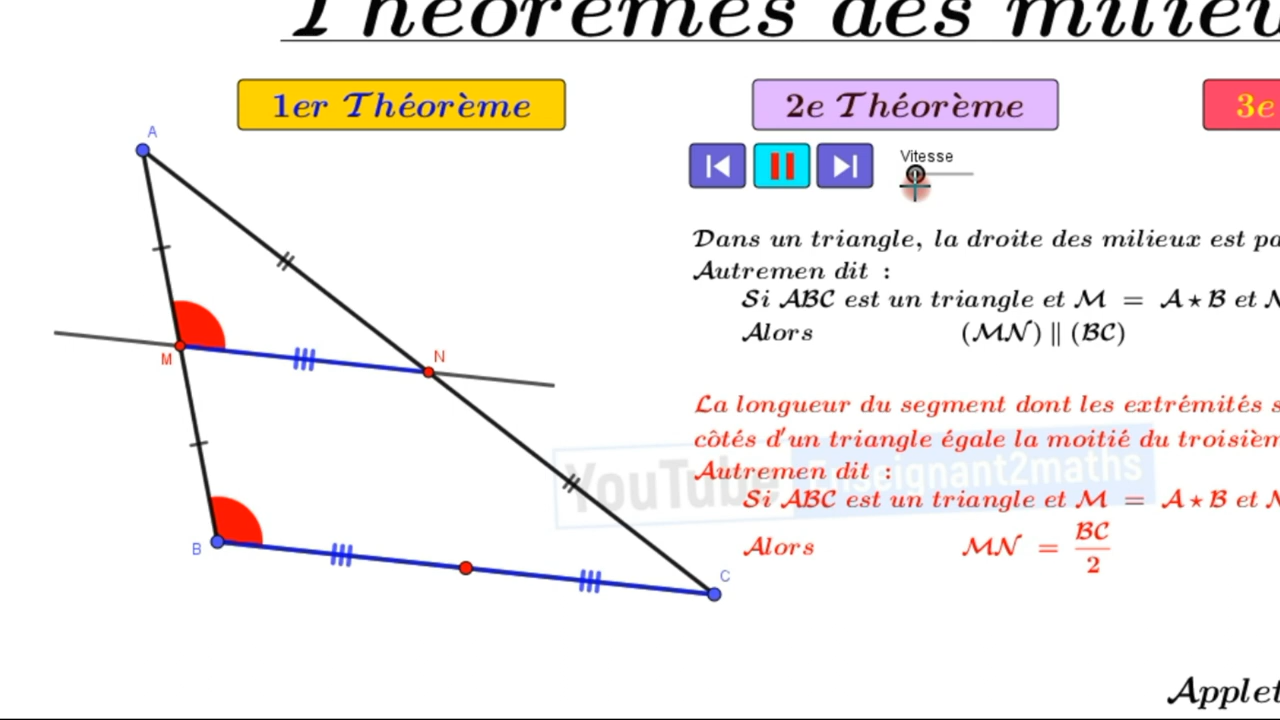 Théorèmes des milieu
1er Théorème
2e Théorème
3e
A
Vitesse
M
N
B
C
Dans un triangle, la droite des milieux est pa
Autremen dit :
Si ABC est un triangle et M = A⋆B et N
Alors (MN) ∥ (BC)
La longueur du segment dont les extrémités s
côtés d'un triangle égale la moitié du troisièm
Autremen dit :
Si ABC est un triangle et M = A⋆B et N
Alors MN = BC/2
YouTube Enseignant2maths
Applet